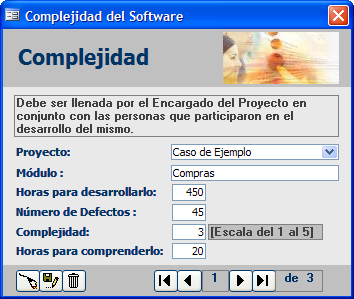 Complejidad del Software
Complejidad
Debe ser llenada por el Encargado del Proyecto en
conjunto con las personas que participaron en el
desarrollo del mismo.
Proyecto: Caso de Ejemplo
Módulo : Compras
Horas para desarrollarlo: 450
Número de Defectos : 45
Complejidad: 3 [Escala del 1 al 5]
Horas para comprenderlo: 20
1 de 3